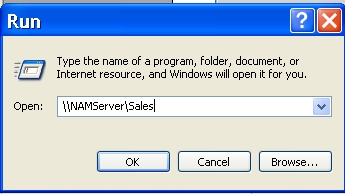 Run
Type the name of a program, folder, document, or
Internet resource, and Windows will open it for you.
Open: \\NAMServer\Sales
OK Cancel Browse...